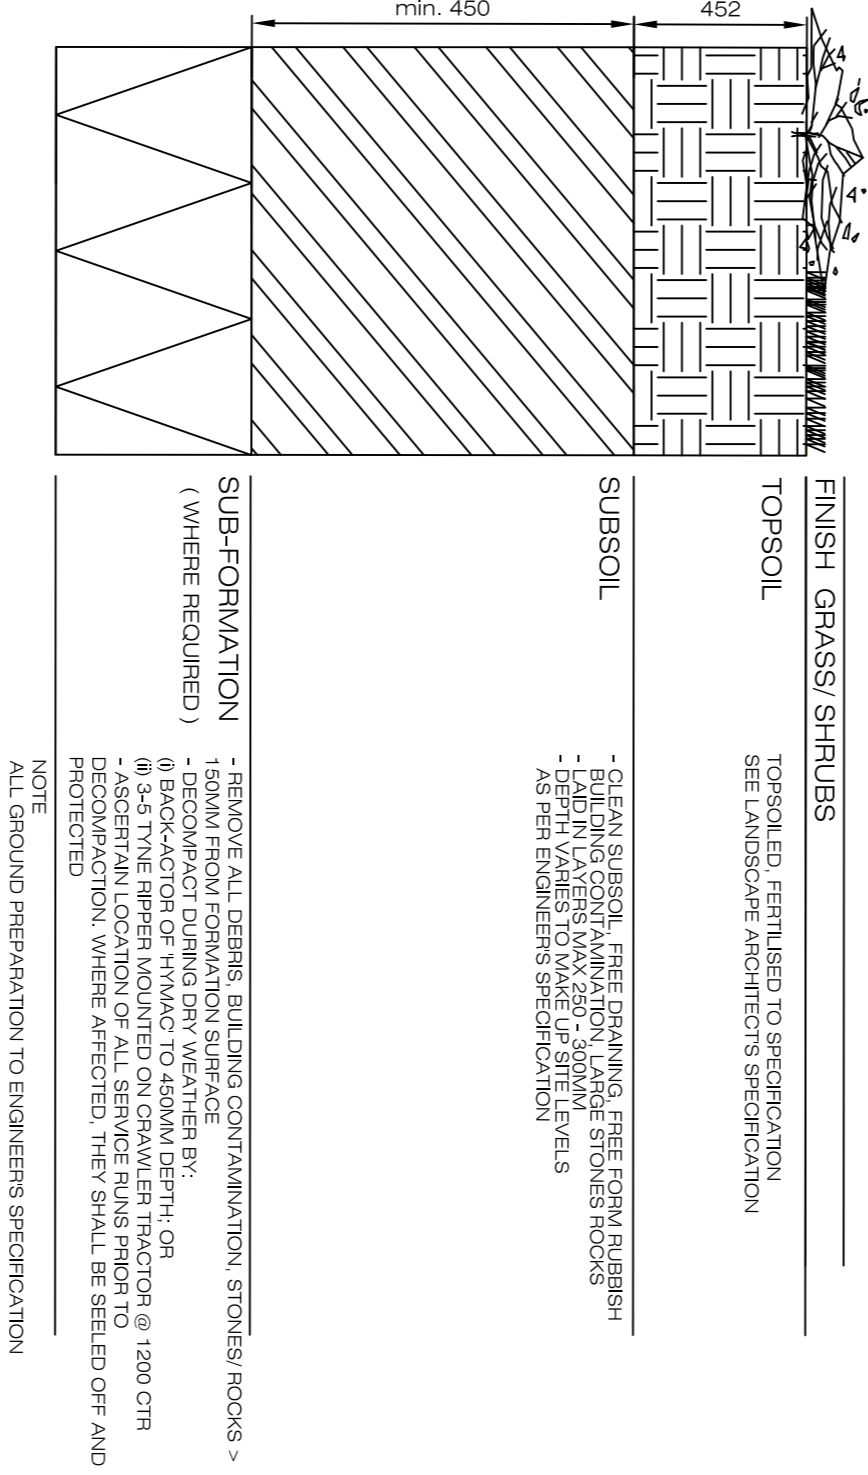 min. 450
452
FINISH GRASS/ SHRUBS
TOPSOIL
TOPSOILED, FERTILISED TO SPECIFICATION
SEE LANDSCAPE ARCHITECT'S SPECIFICATION
SUBSOIL
- CLEAN SUBSOIL, FREE DRAINING, FREE FORM RUBBISH
BUILDING CONTAMINATION, LARGE STONES ROCKS
- LAID IN LAYERS MAX 250 - 300MM
- DEPTH VARIES TO MAKE UP SITE LEVELS
AS PER ENGINEER'S SPECIFICATION
SUB-FORMATION
( WHERE REQUIRED )
- REMOVE ALL DEBRIS, BUILDING CONTAMINATION, STONES/ ROCKS >
150MM FROM FORMATION SURFACE
- DECOMPACT DURING DRY WEATHER BY:
(i) BACK-ACTOR OF 'HYMAC' TO 450MM DEPTH; OR
(ii) 3-5 TYNE RIPPER MOUNTED ON CRAWLER TRACTOR @ 1200 CTR
- ASCERTAIN LOCATION OF ALL SERVICE RUNS PRIOR TO
DECOMPACTION. WHERE AFFECTED, THEY SHALL BE SEELED OFF AND
PROTECTED
NOTE
ALL GROUND PREPARATION TO ENGINEER'S SPECIFICATION